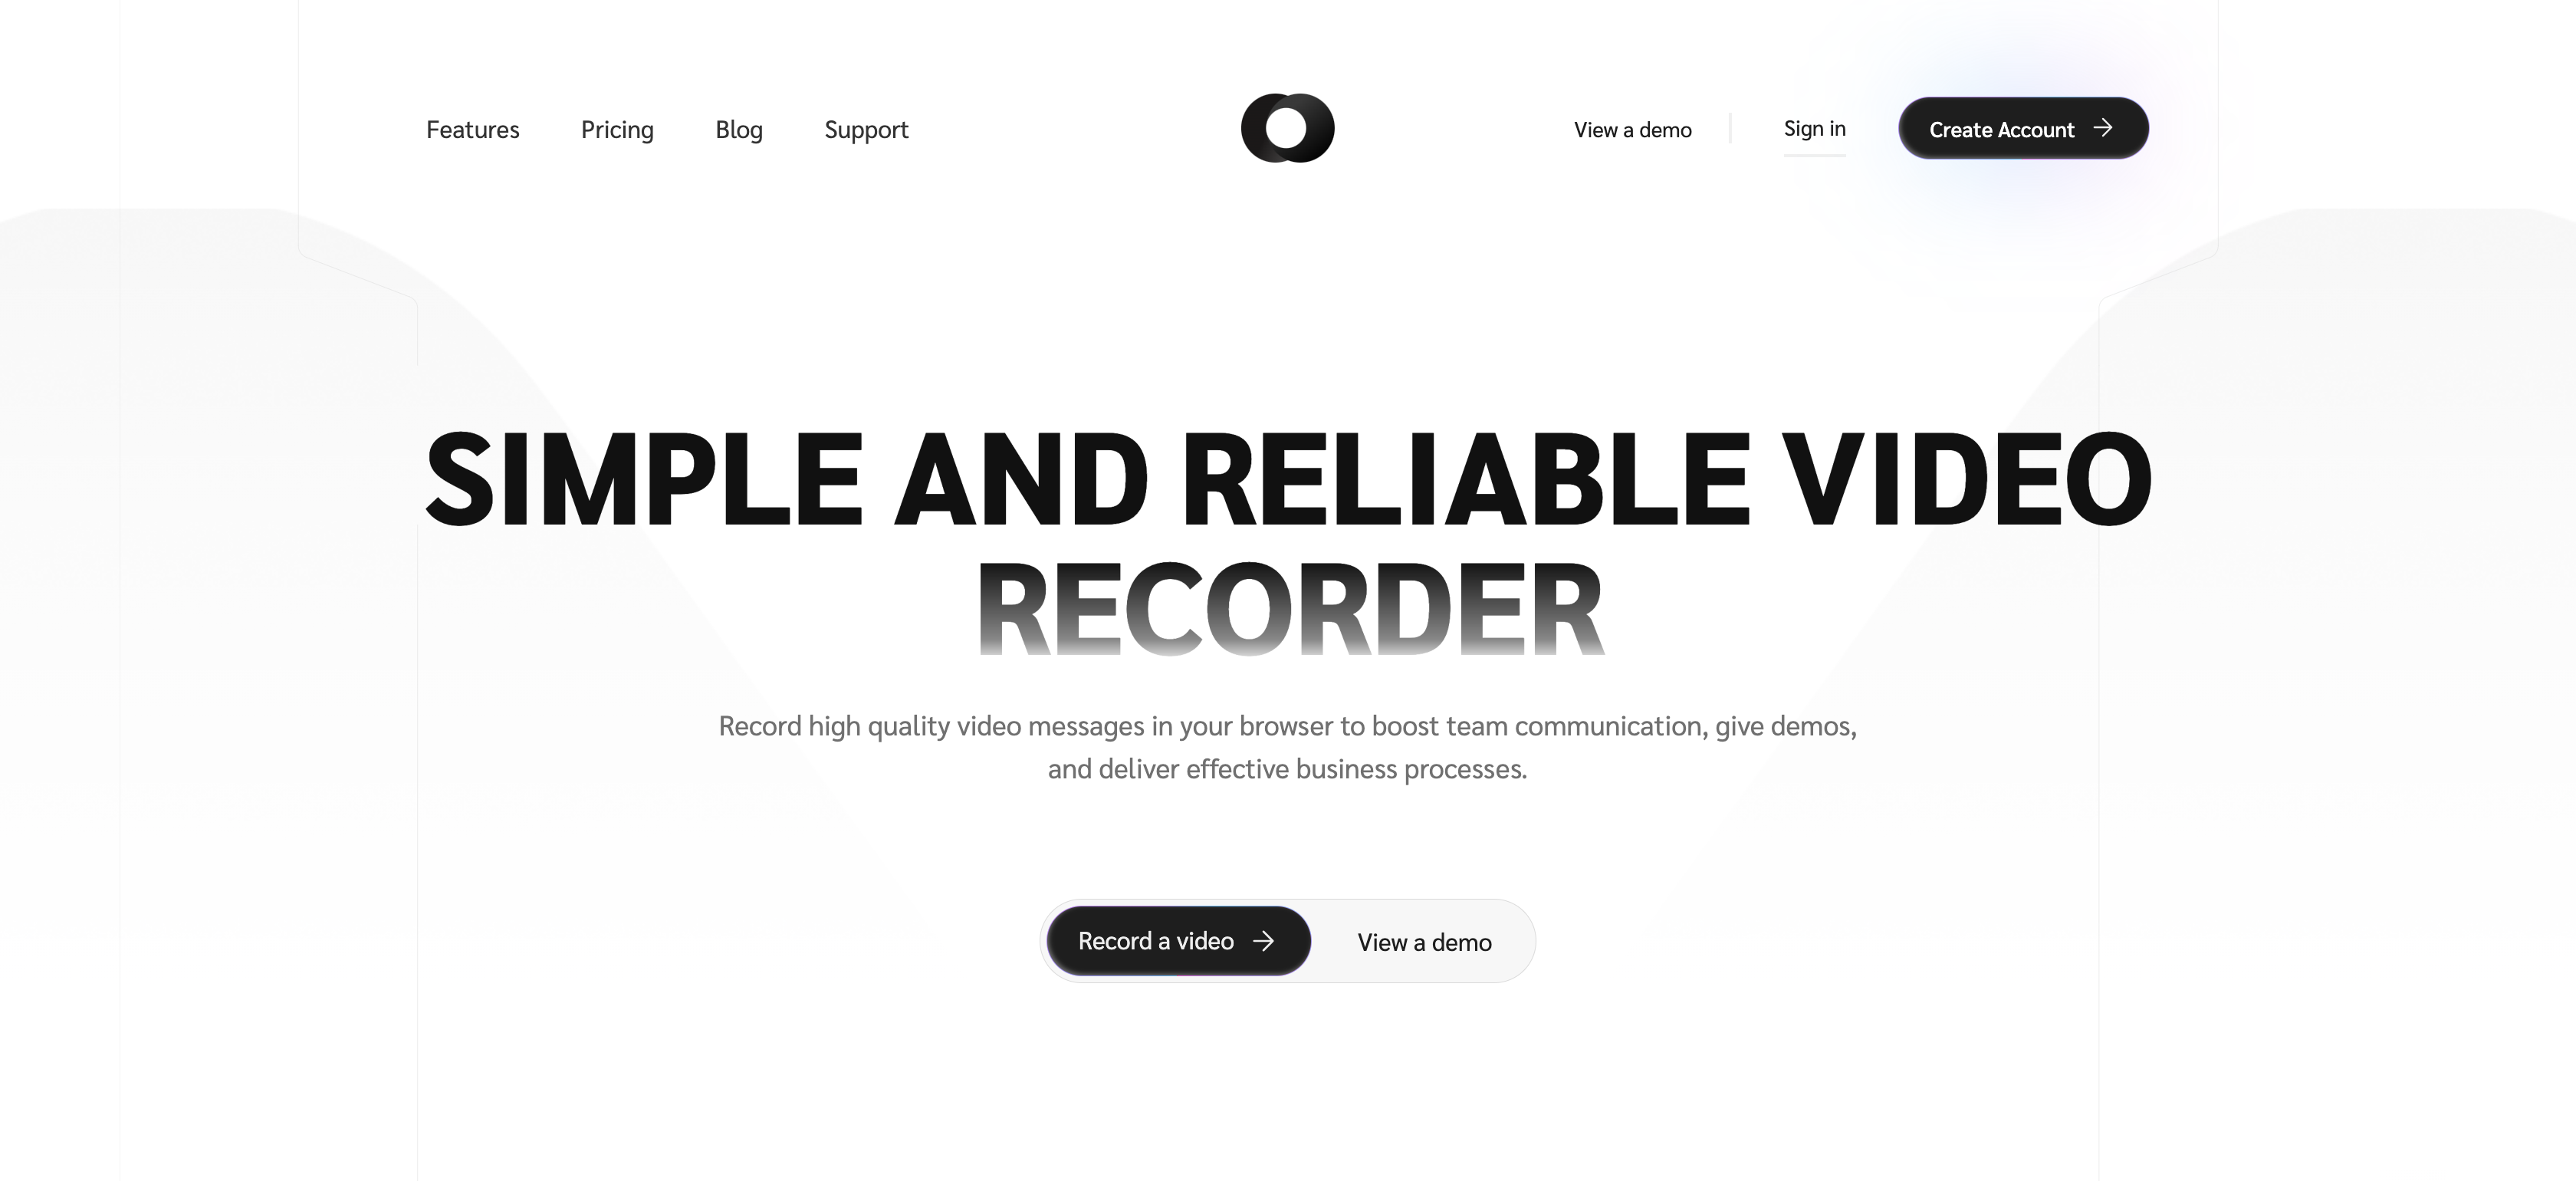 Features Pricing Blog Support View a demo Sign in Create Account
SIMPLE AND RELIABLE VIDEO
RECORDER
Record high quality video messages in your browser to boost team communication, give demos,
and deliver effective business processes.
Record a video View a demo